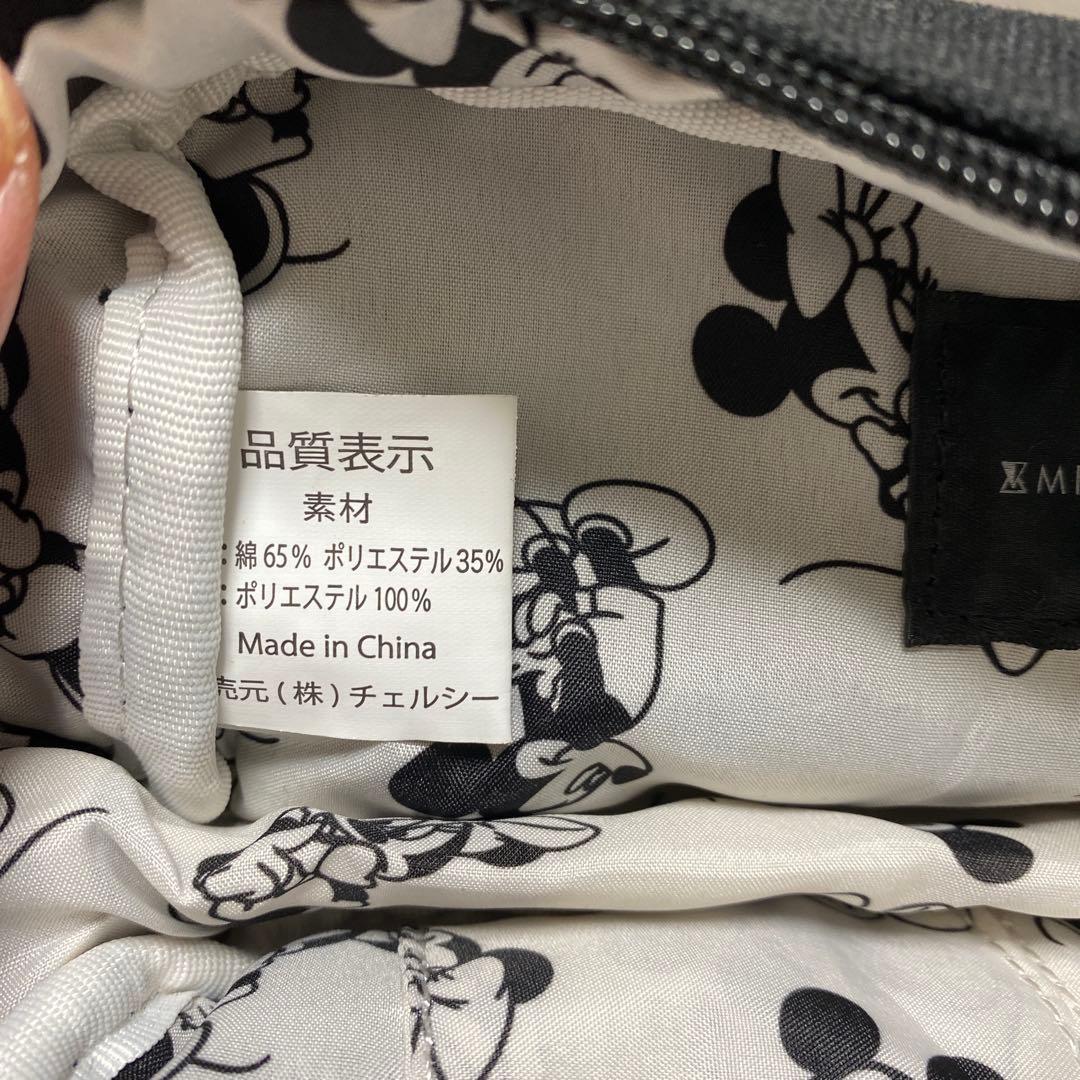 品質表示
素材
: 綿 65% ポリエステル 35%
: ポリエステル 100%
Made in China
売元 ( 株 ) チェルシー